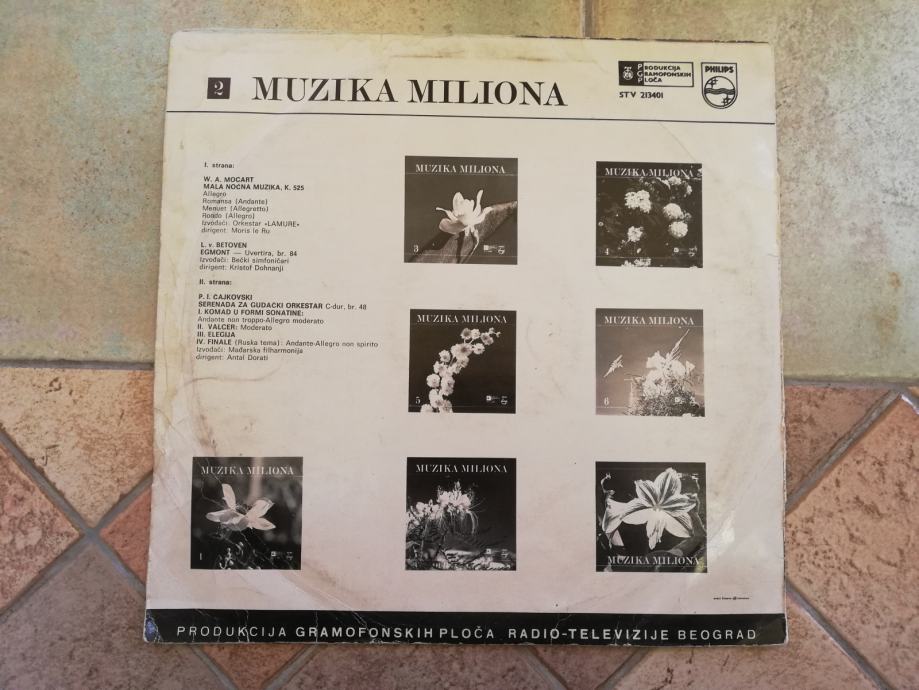 2 MUZIKA MILIONA
PRODUKCIJA
GRAMOFONSKIH
PLOČA
STV 213401
PHILIPS
I. strana:
W. A. MOCART
MALA NOĆNA MUZIKA, K. 525
Allegro
Romansa (Andante)
Menuet (Allegretto)
Rondo (Allegro)
Izvođači: Orkestar »LAMURE«
dirigent: Moris le Ru
L. v. BETOVEN
EGMONT — Uvertira, br. 84
Izvođači: Bečki simfoničari
dirigent: Kristof Dohnanji
II. strana:
P. I. ČAJKOVSKI
SERENADA ZA GUDAČKI ORKESTAR C-dur, br. 48
I. KOMAD U FORMI SONATINE:
Andante non troppo-Allegro moderato
II. VALCER: Moderato
III. ELEGIJA
IV. FINALE (Ruska tema): Andante-Allegro non spirito
Izvođači: Mađarska filharmonija
dirigent: Antal Dorati
MUZIKA MILIONA
3
MUZIKA MILIONA
4
MUZIKA MILIONA
5
MUZIKA MILIONA
6
MUZIKA MILIONA
1
MUZIKA MILIONA
MUZIKA MILIONA
PRODUKCIJA GRAMOFONSKIH PLOČA RADIO-TELEVIZIJE BEOGRAD